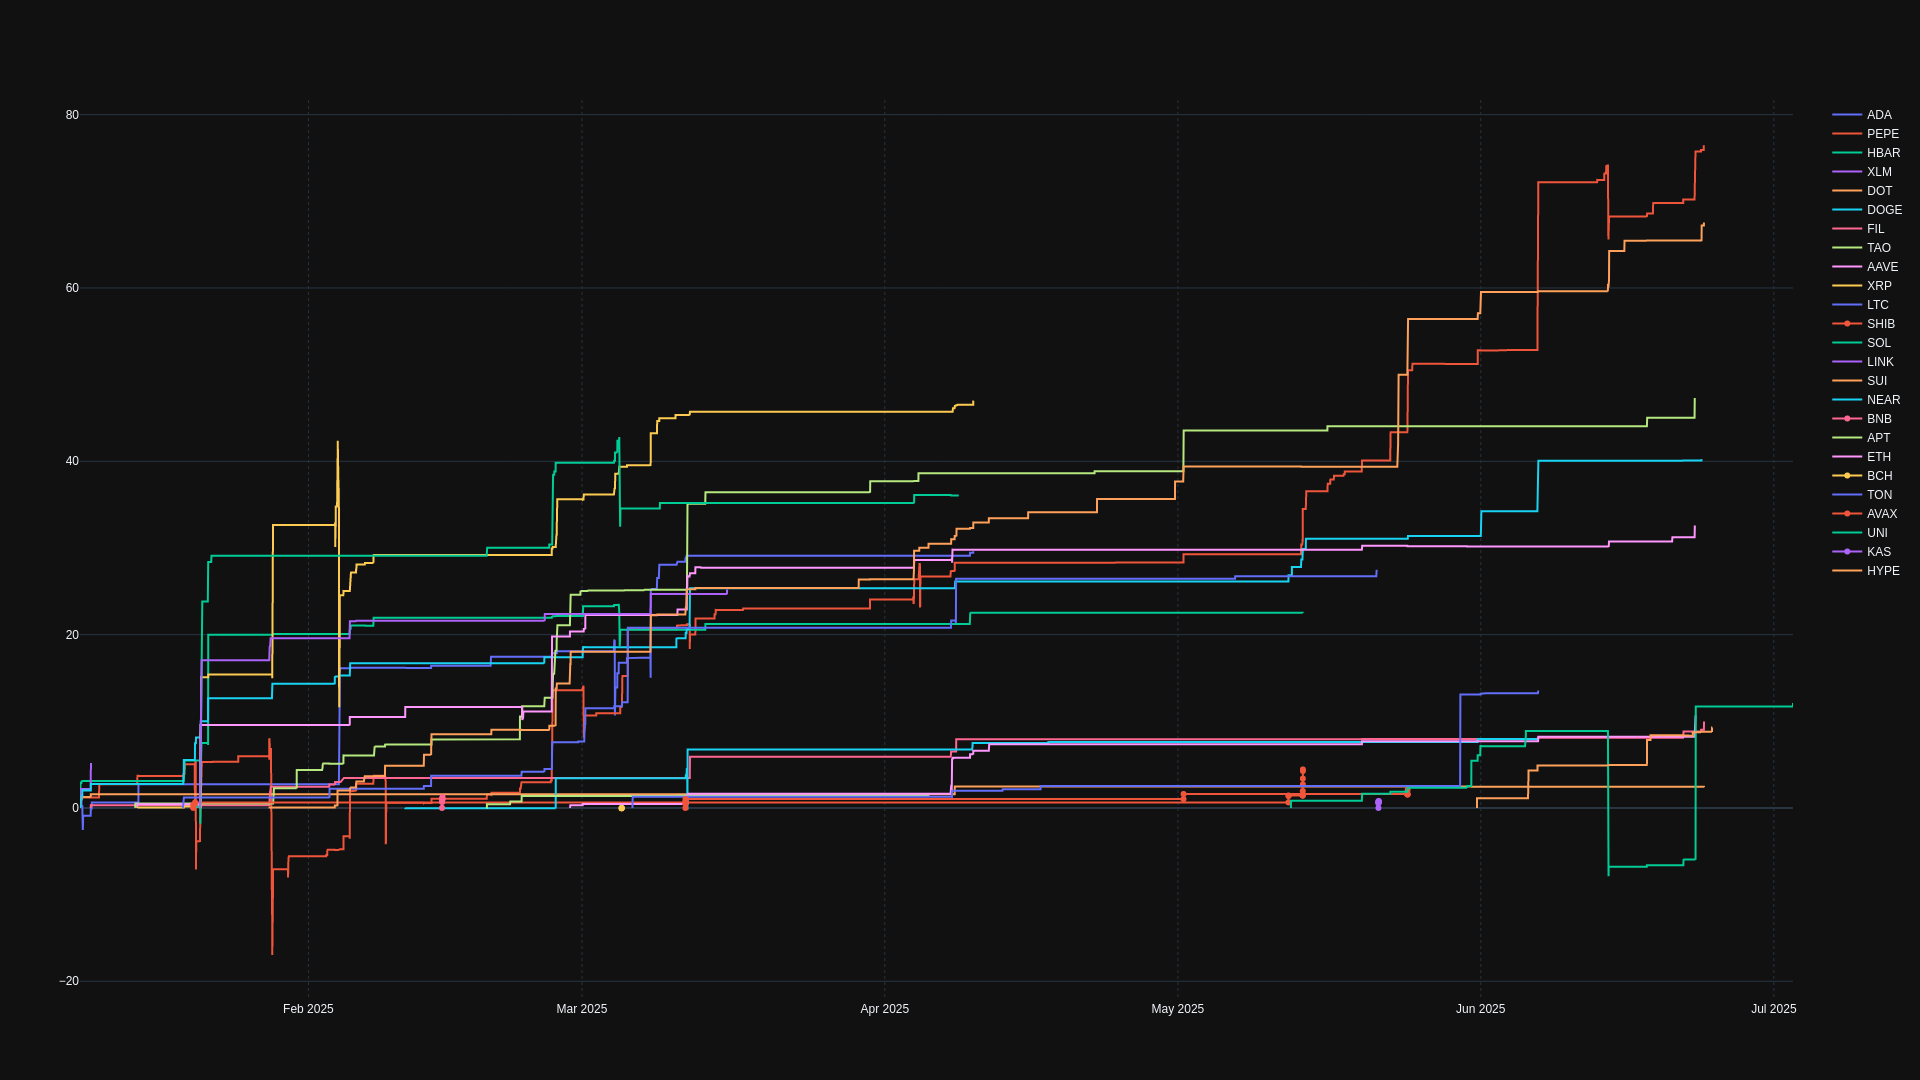 80
60
40
20
0
−20
Feb 2025
Mar 2025
Apr 2025
May 2025
Jun 2025
Jul 2025
ADA
PEPE
HBAR
XLM
DOT
DOGE
FIL
TAO
AAVE
XRP
LTC
SHIB
SOL
LINK
SUI
NEAR
BNB
APT
ETH
BCH
TON
AVAX
UNI
KAS
HYPE